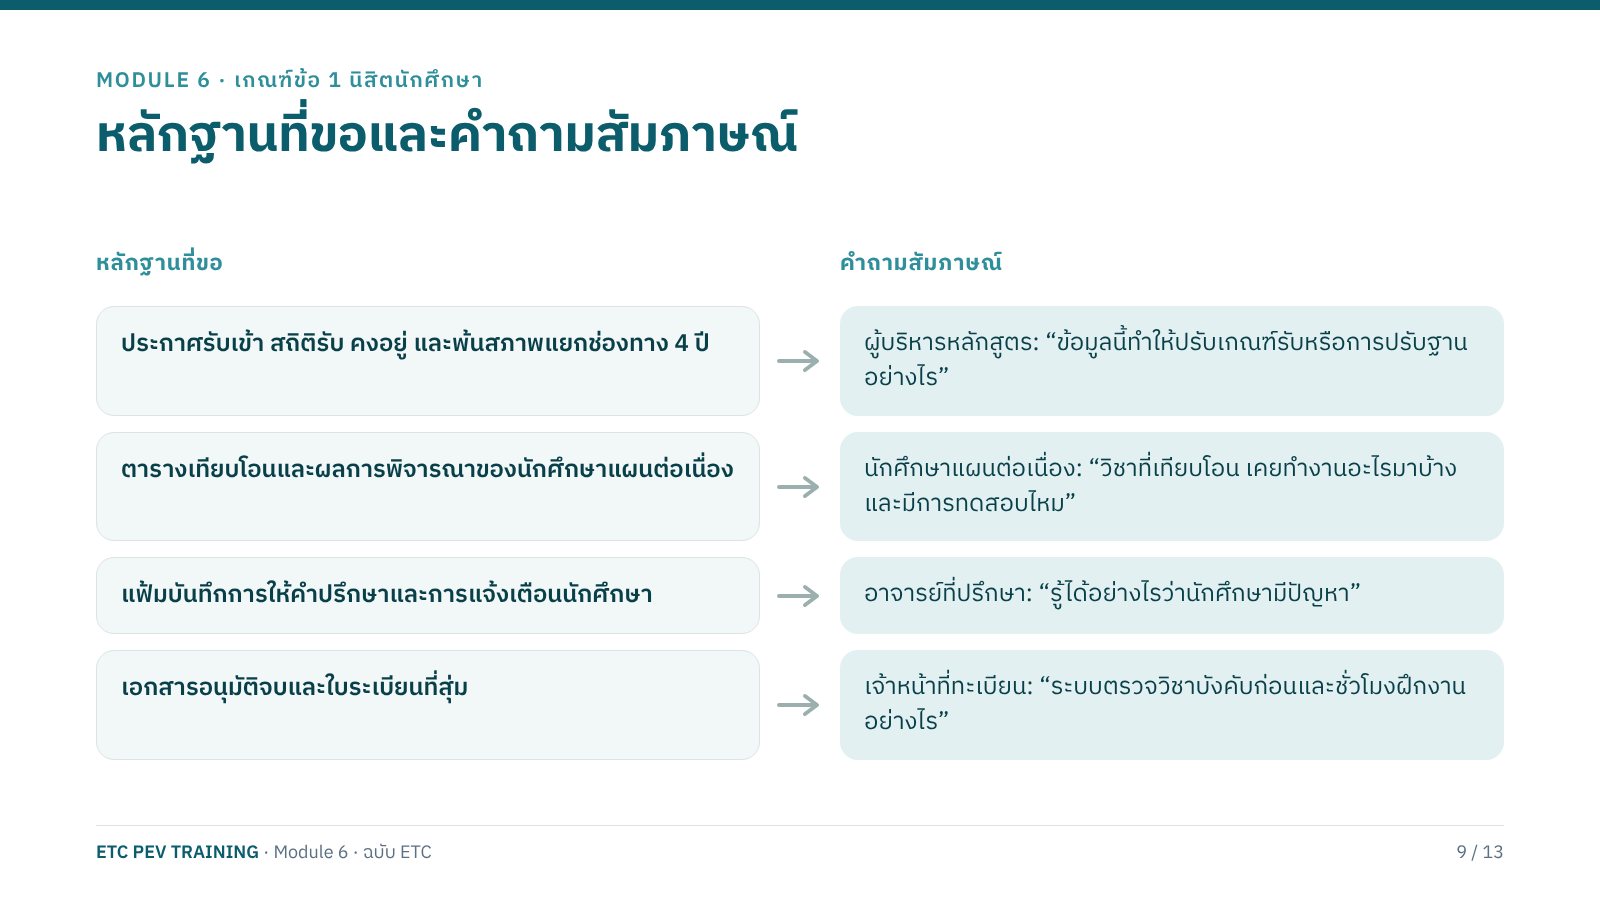 MODULE 6 · เกณฑ์ข้อ 1 นิสิตนักศึกษา
หลักฐานที่ขอและคำถามสัมภาษณ์
หลักฐานที่ขอ
คำถามสัมภาษณ์
ประกาศรับเข้า สถิติรับ คงอยู่ และพ้นสภาพแยกช่องทาง 4 ปี
ผู้บริหารหลักสูตร: “ข้อมูลนี้ทำให้ปรับเกณฑ์รับหรือการปรับฐาน
อย่างไร”
ตารางเทียบโอนและผลการพิจารณาของนักศึกษาแผนต่อเนื่อง
นักศึกษาแผนต่อเนื่อง: “วิชาที่เทียบโอน เคยทำงานอะไรมาบ้าง
และมีการทดสอบไหม”
แฟ้มบันทึกการให้คำปรึกษาและการแจ้งเตือนนักศึกษา
อาจารย์ที่ปรึกษา: “รู้ได้อย่างไรว่านักศึกษามีปัญหา”
เอกสารอนุมัติจบและใบระเบียนที่สุ่ม
เจ้าหน้าที่ทะเบียน: “ระบบตรวจวิชาบังคับก่อนและชั่วโมงฝึกงาน
อย่างไร”
ETC PEV TRAINING · Module 6 · ฉบับ ETC
9 / 13